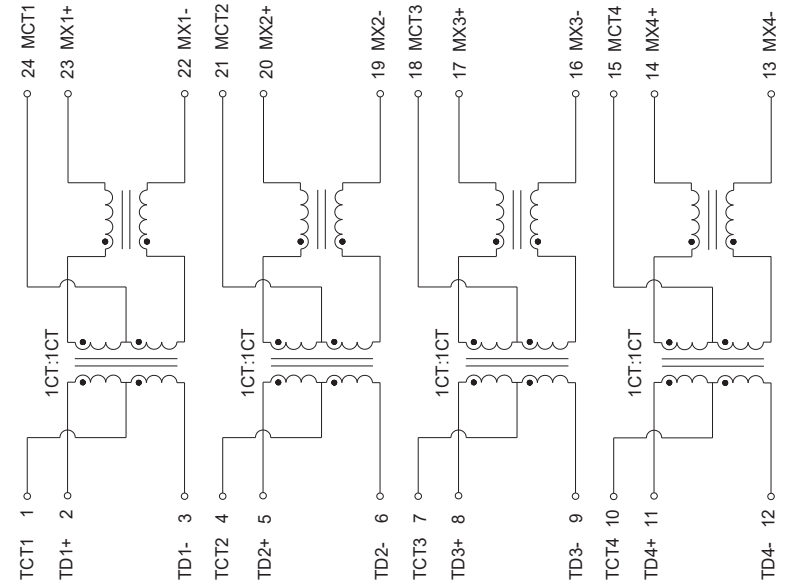 24 MCT1
23 MX1+
22 MX1-
21 MCT2
20 MX2+
19 MX2-
18 MCT3
17 MX3+
16 MX3-
15 MCT4
14 MX4+
13 MX4-
1CT:1CT
1CT:1CT
1CT:1CT
1CT:1CT
TCT1 1
TD1+ 2
TD1- 3
TCT2 4
TD2+ 5
TD2- 6
TCT3 7
TD3+ 8
TD3- 9
TCT4 10
TD4+ 11
TD4- 12